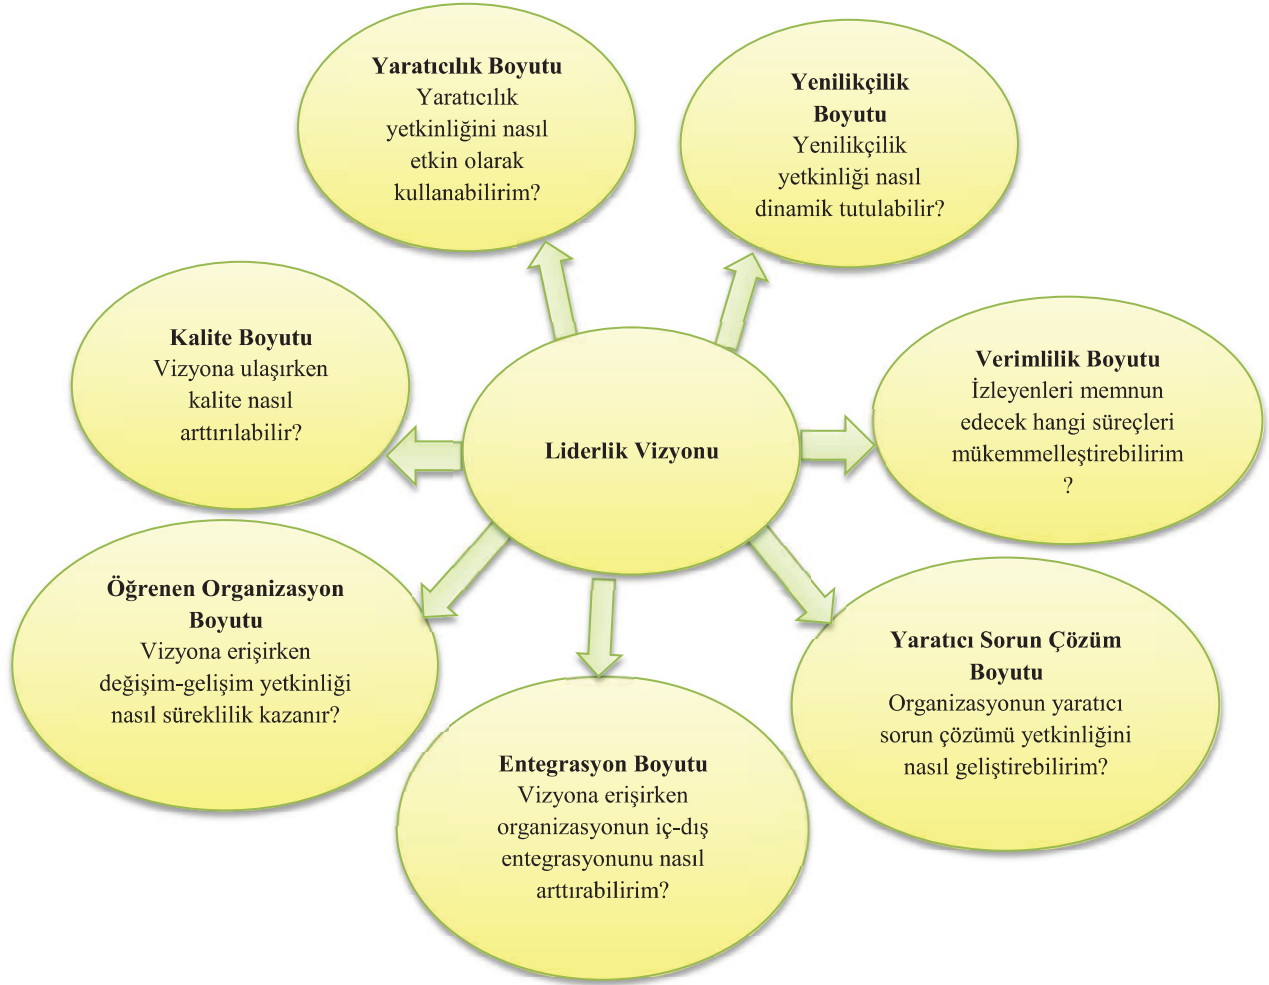 Yaratıcılık Boyutu
Yaratıcılık
yetkinliğini nasıl
etkin olarak
kullanabilirim?
Yenilikçilik
Boyutu
Yenilikçilik
yetkinliği nasıl
dinamik tutulabilir?
Kalite Boyutu
Vizyona ulaşırken
kalite nasıl
arttırılabilir?
Liderlik Vizyonu
Verimlilik Boyutu
İzleyenleri memnun
edecek hangi süreçleri
mükemmelleştirebilirim
?
Öğrenen Organizasyon
Boyutu
Vizyona erişirken
değişim-gelişim yetkinliği
nasıl süreklilik kazanır?
Entegrasyon Boyutu
Vizyona erişirken
organizasyonun iç-dış
entegrasyonunu nasıl
arttırabilirim?
Yaratıcı Sorun Çözüm
Boyutu
Organizasyonun yaratıcı
sorun çözümü yetkinliğini
nasıl geliştirebilirim?